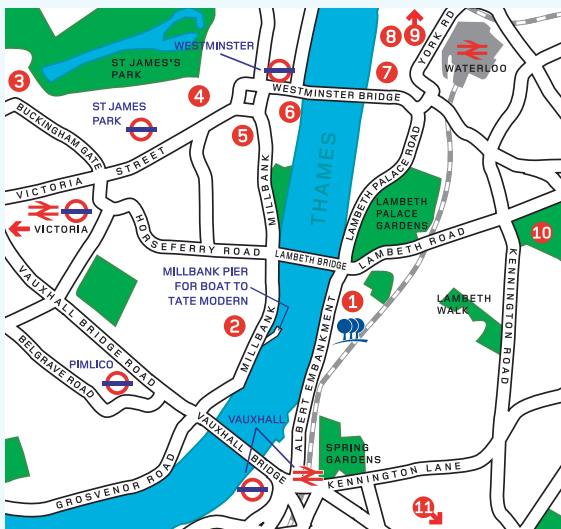 8
9
YORK RD
WESTMINSTER
ST JAMES'S
PARK
WATERLOO
3
7
4
WESTMINSTER BRIDGE
ST JAMES
PARK
6
5
BUCKINGHAM GATE
STREET
VICTORIA
MILLBANK
THAMES
LAMBETH PALACE ROAD
LAMBETH
PALACE
GARDENS
VICTORIA
HORSEFERRY ROAD
LAMBETH BRIDGE
LAMBETH ROAD
10
KENNINGTON ROAD
MILLBANK PIER
FOR BOAT TO
TATE MODERN
1
LAMBETH
WALK
2
MILLBANK
ALBERT EMBANKMENT
VAUXHALL BRIDGE ROAD
BELGRAVE ROAD
PIMLICO
VAUXHALL
VAUXHALL BRIDGE
SPRING
GARDENS
GROSVENOR ROAD
KENNINGTON LANE
11